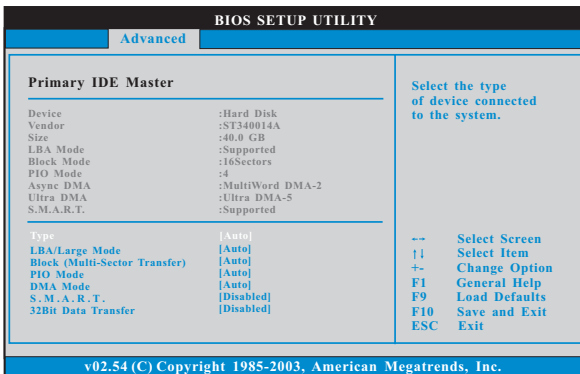 BIOS SETUP UTILITY
Advanced
Primary IDE Master
Device :Hard Disk
Vendor :ST340014A
Size :40.0 GB
LBA Mode :Supported
Block Mode :16Sectors
PIO Mode :4
Async DMA :MultiWord DMA-2
Ultra DMA :Ultra DMA-5
S.M.A.R.T. :Supported
Type [Auto]
LBA/Large Mode [Auto]
Block (Multi-Sector Transfer) [Auto]
PIO Mode [Auto]
DMA Mode [Auto]
S.M.A.R.T. [Disabled]
32Bit Data Transfer [Disabled]
Select the type
of device connected
to the system.
←→ Select Screen
↑↓ Select Item
+- Change Option
F1 General Help
F9 Load Defaults
F10 Save and Exit
ESC Exit
v02.54 (C) Copyright 1985-2003, American Megatrends, Inc.